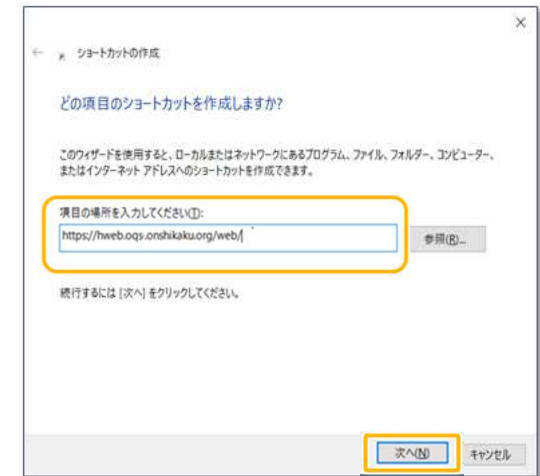 ショートカットの作成
どの項目のショートカットを作成しますか?
このウィザードを使用すると、ローカルまたはネットワークにあるプログラム、ファイル、フォルダー、コンピューター、
またはインターネット アドレスへのショートカットを作成できます。
項目の場所を入力してください(T):
https://hweb.oqs.onshikaku.org/web/
参照(R)...
続行するには [次へ] をクリックしてください。
次へ(N)
キャンセル